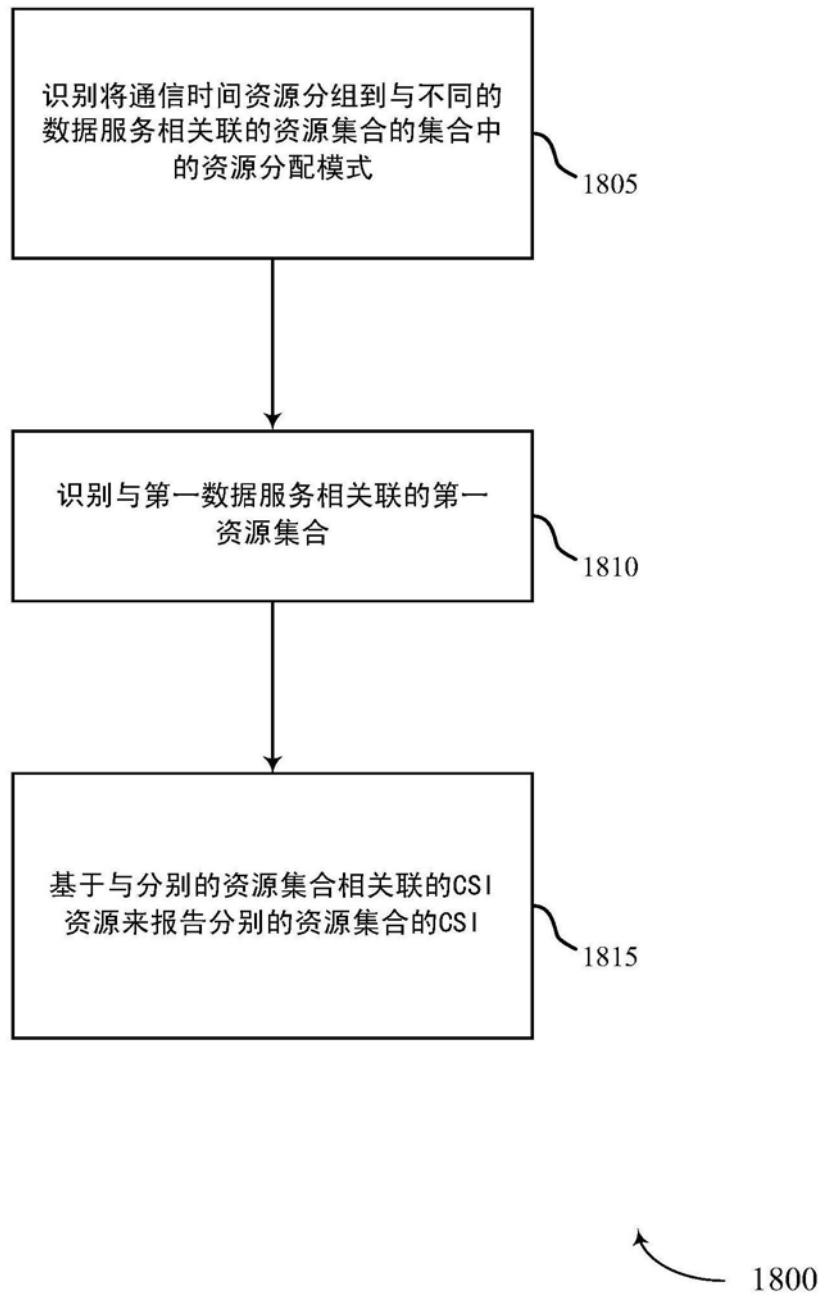 识别将通信时间资源分组到与不同的
数据服务相关联的资源集合的集合中
的资源分配模式
1805
识别与第一数据服务相关联的第一
资源集合
1810
基于与分别的资源集合相关联的CSI
资源来报告分别的资源集合的CSI
1815
1800